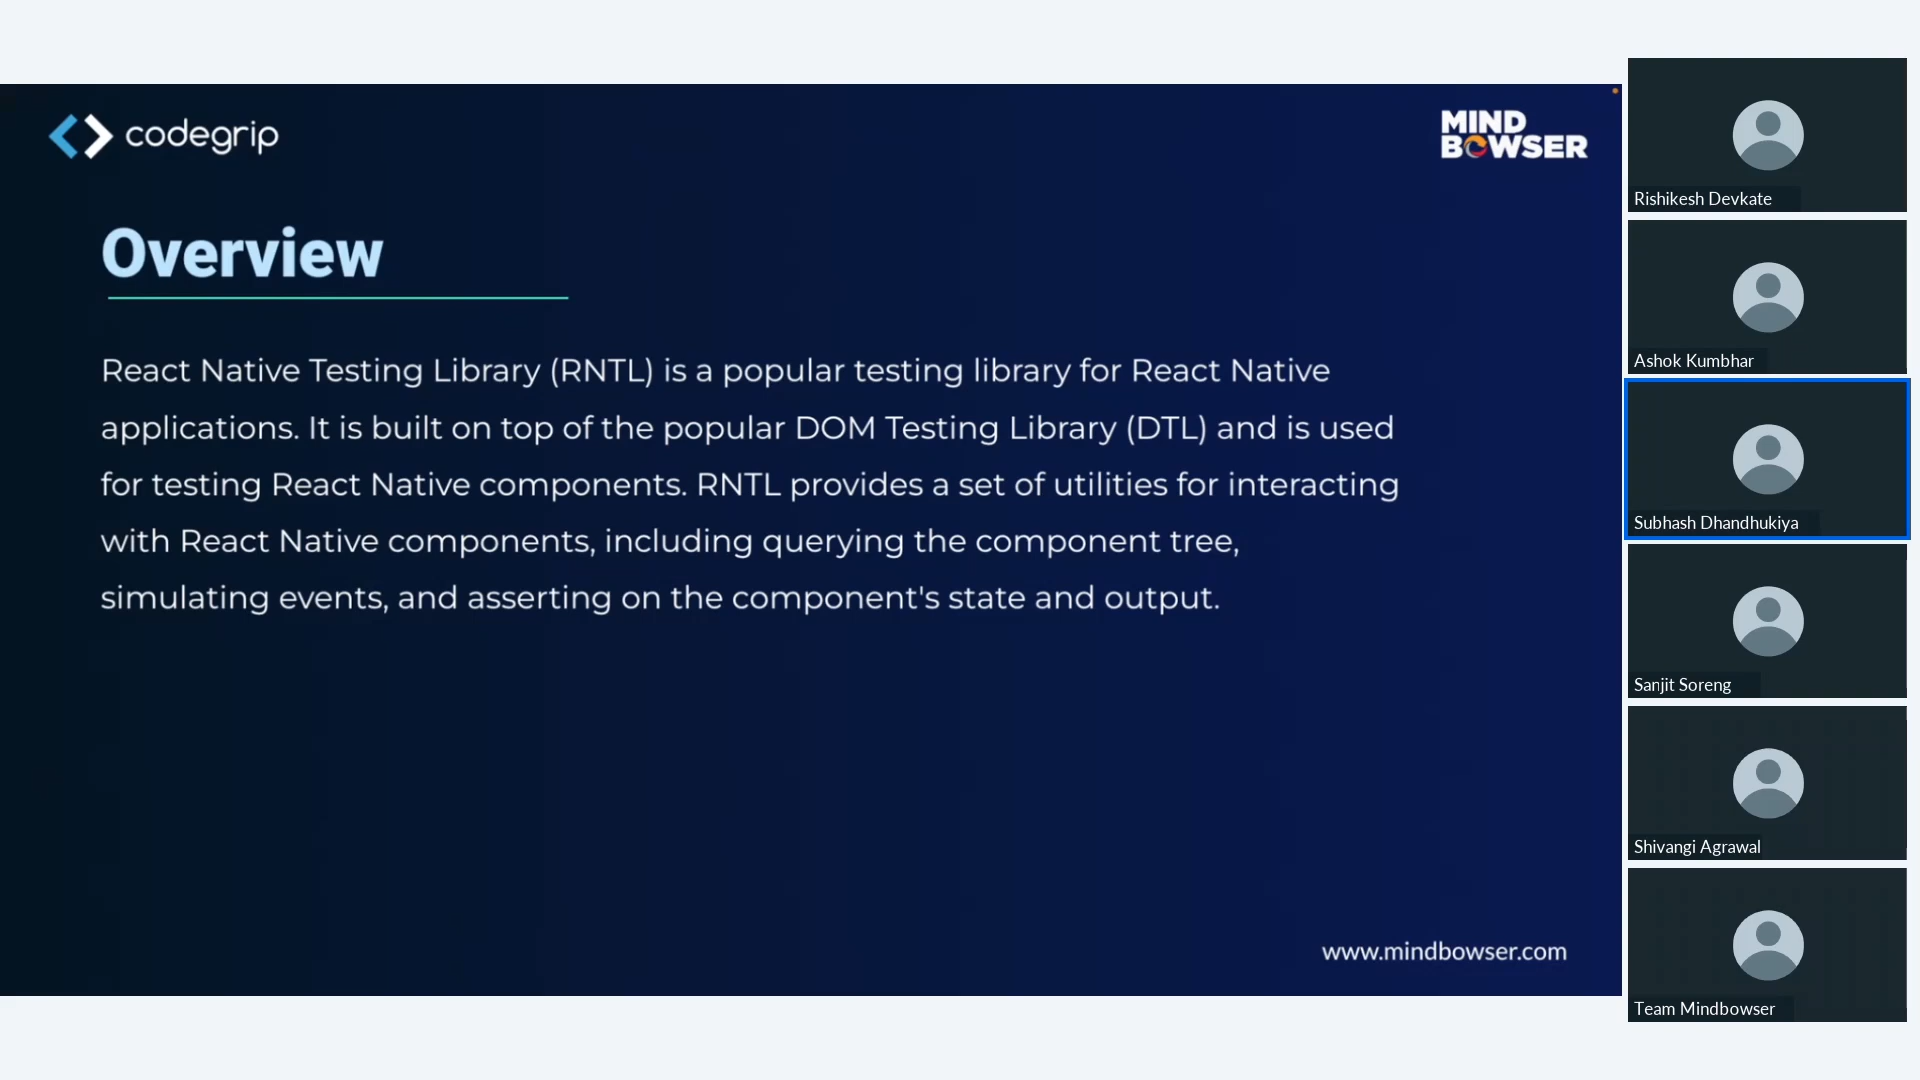 codegrip
MIND
BOWSER
Overview
React Native Testing Library (RNTL) is a popular testing library for React Native
applications. It is built on top of the popular DOM Testing Library (DTL) and is used
for testing React Native components. RNTL provides a set of utilities for interacting
with React Native components, including querying the component tree,
simulating events, and asserting on the component's state and output.
www.mindbowser.com
Rishikesh Devkate
Ashok Kumbhar
Subhash Dhandhukiya
Sanjit Soreng
Shivangi Agrawal
Team Mindbowser